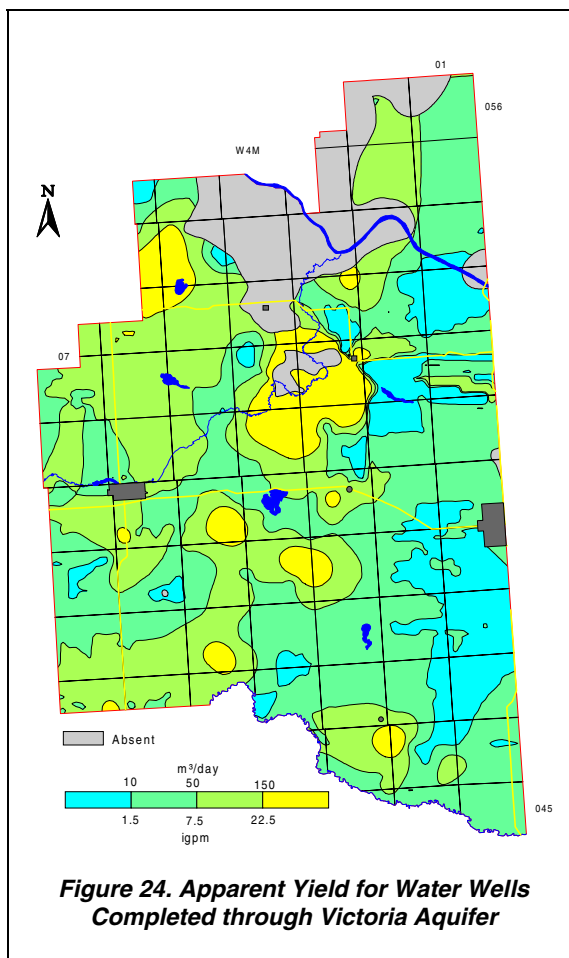 01
056
W4M
N
07
Absent
m³/day
10 50 150
1.5 7.5 22.5
igpm
045
Figure 24. Apparent Yield for Water Wells
Completed through Victoria Aquifer